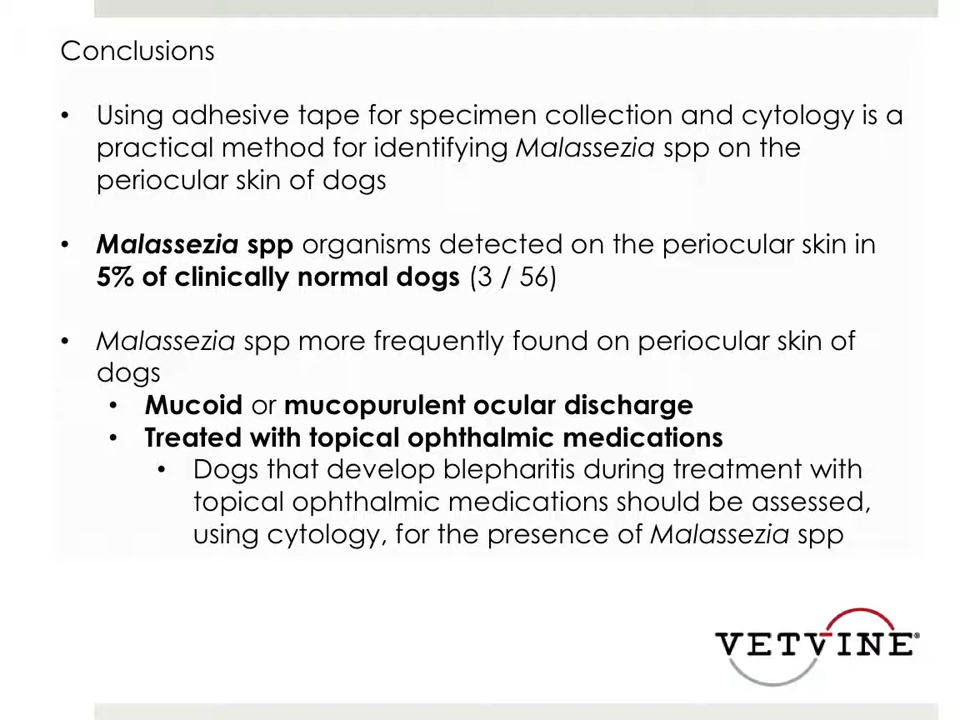 Conclusions
• Using adhesive tape for specimen collection and cytology is a
practical method for identifying Malassezia spp on the
periocular skin of dogs
• Malassezia spp organisms detected on the periocular skin in
5% of clinically normal dogs (3 / 56)
• Malassezia spp more frequently found on periocular skin of
dogs
• Mucoid or mucopurulent ocular discharge
• Treated with topical ophthalmic medications
• Dogs that develop blepharitis during treatment with
topical ophthalmic medications should be assessed,
using cytology, for the presence of Malassezia spp
VETVINE®